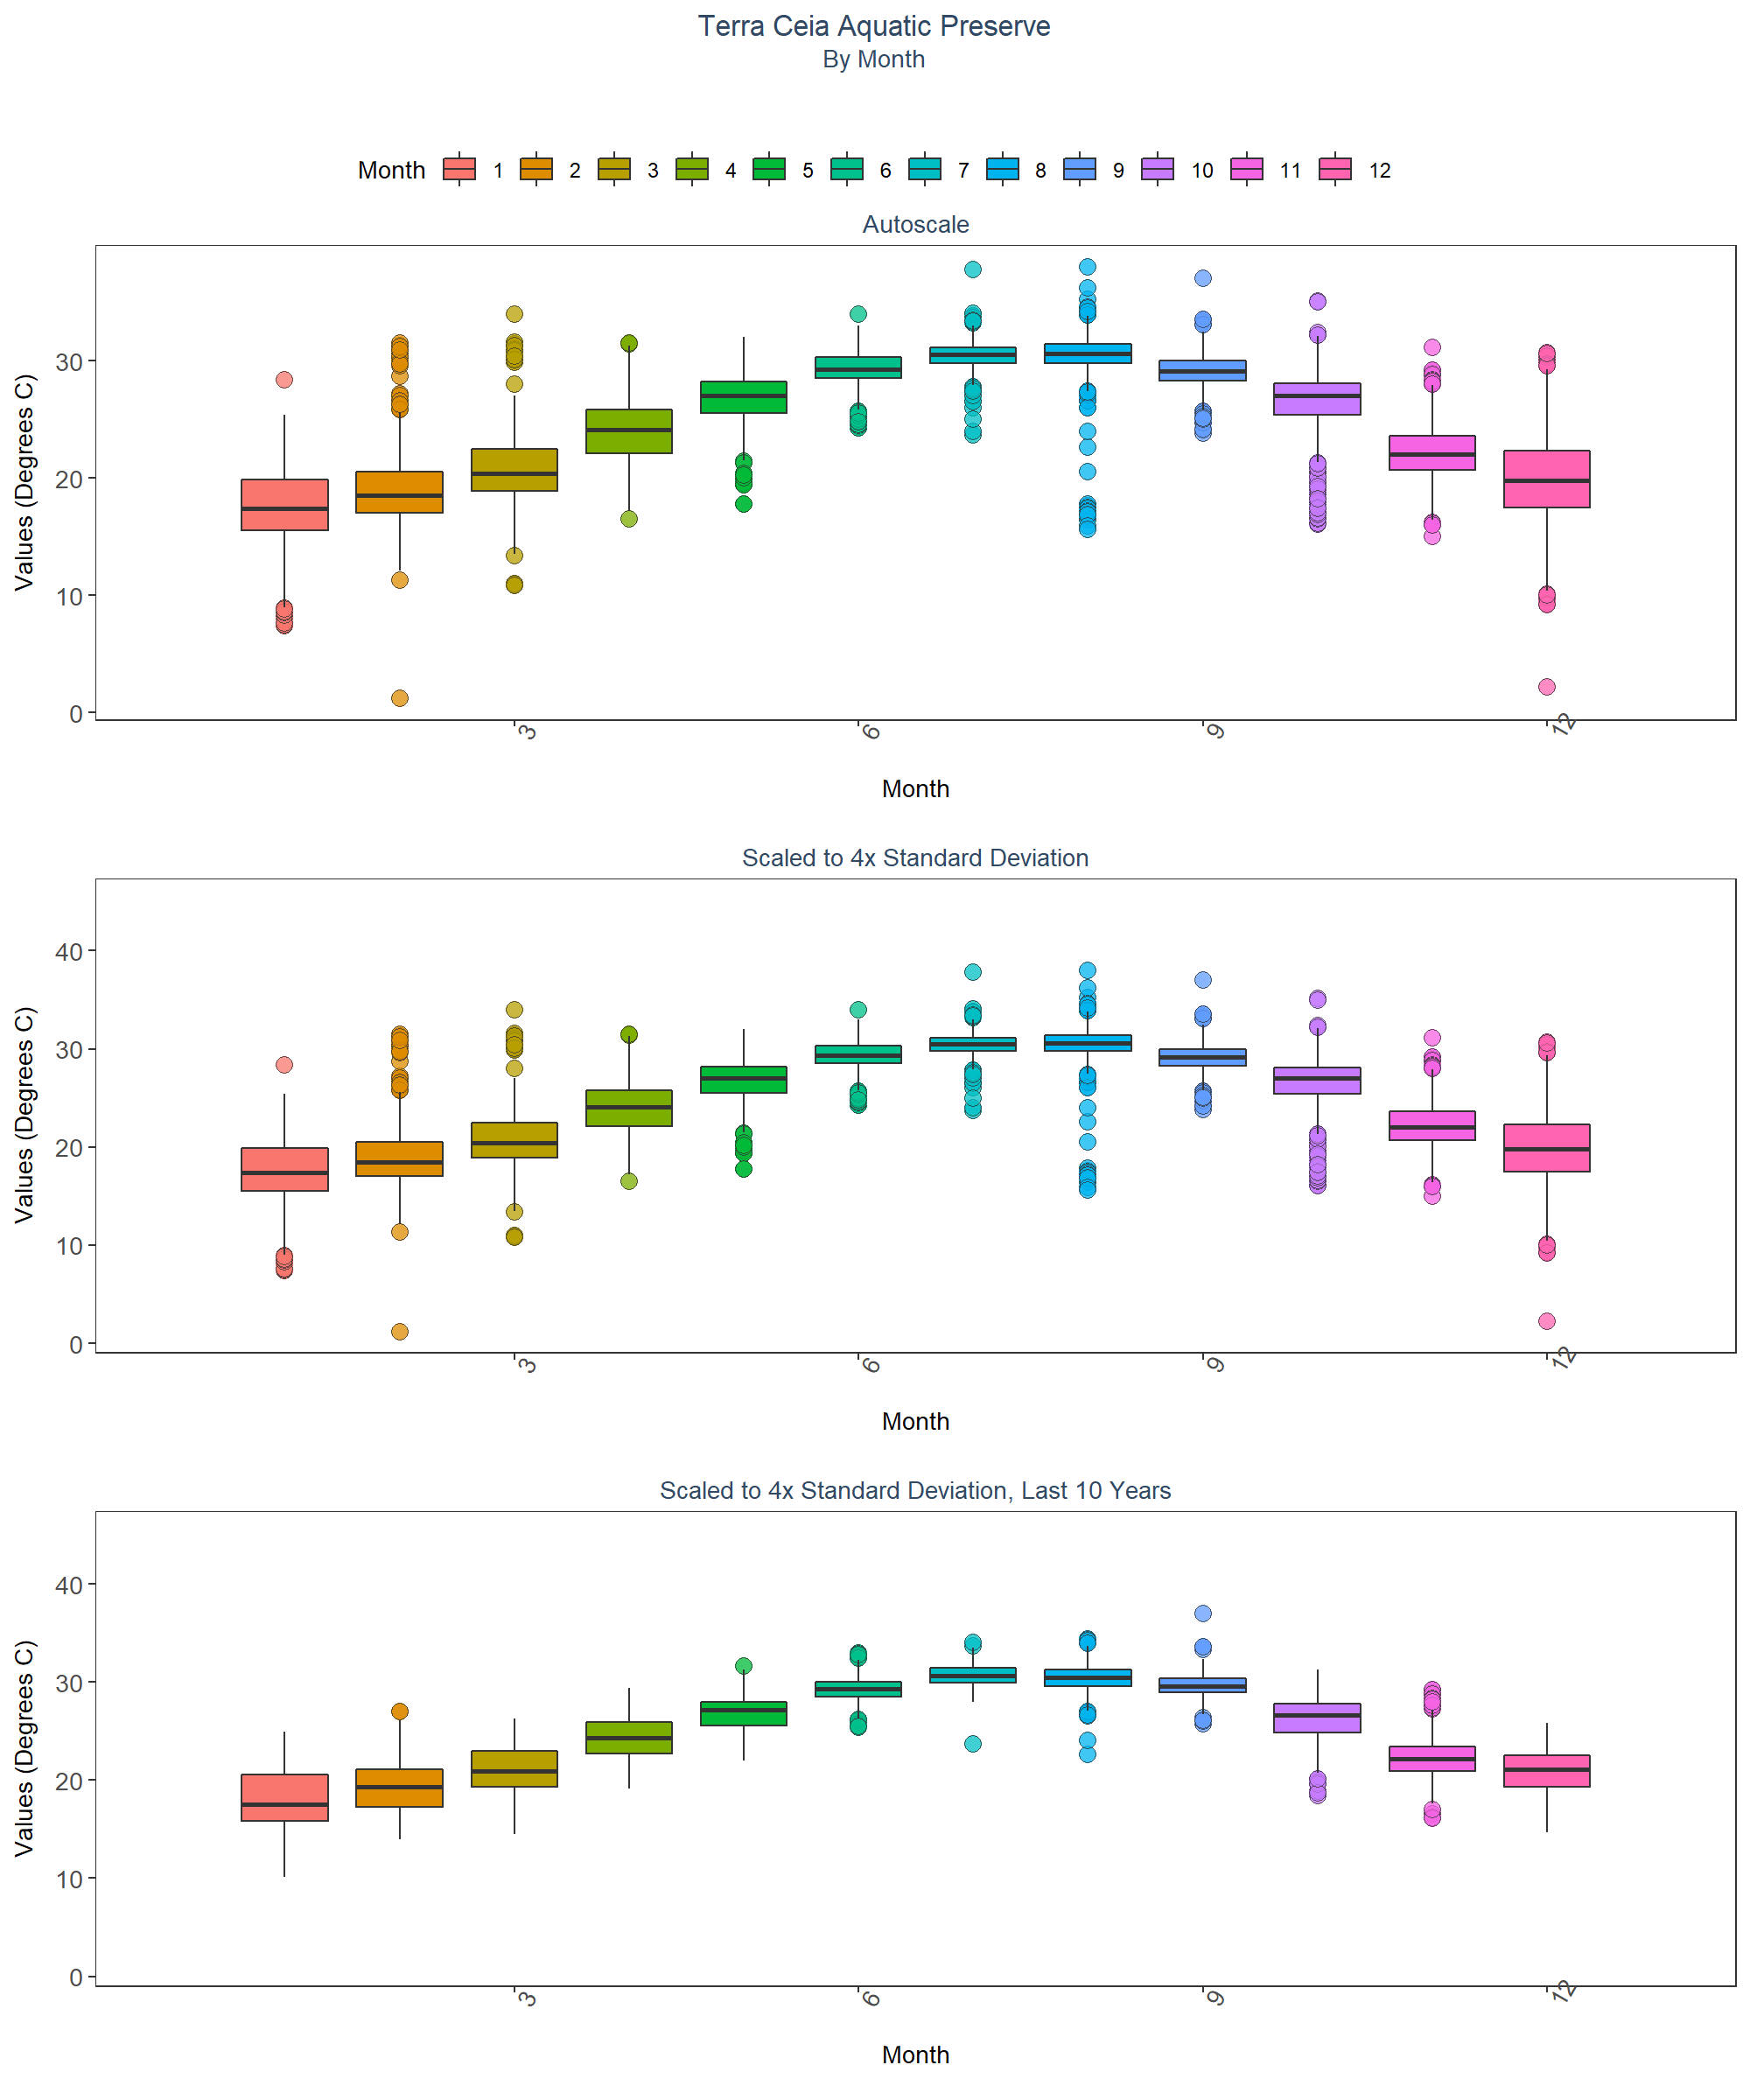 Terra Ceia Aquatic Preserve
By Month
Month 1 2 3 4 5 6 7 8 9 10 11 12
Autoscale
Values (Degrees C)
30
20
10
0
3 6 9 12
Month
Scaled to 4x Standard Deviation
Values (Degrees C)
40
30
20
10
0
3 6 9 12
Month
Scaled to 4x Standard Deviation, Last 10 Years
Values (Degrees C)
40
30
20
10
0
3 6 9 12
Month